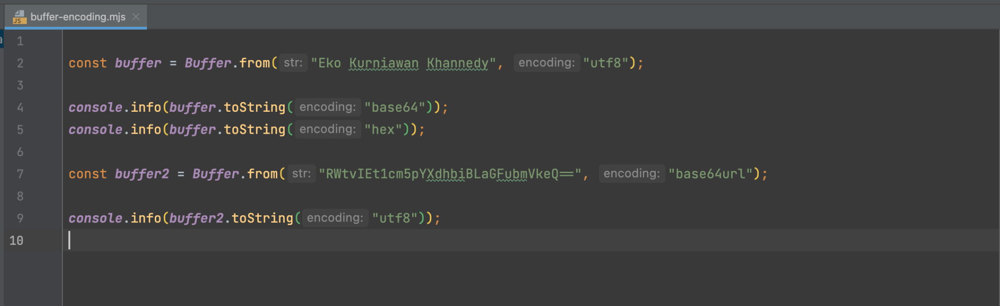 buffer-encoding.mjs
JS
a
1
2 const buffer = Buffer.from( str: "Eko Kurniawan Khannedy", encoding: "utf8");
3
4 console.info(buffer.toString( encoding: "base64"));
5 console.info(buffer.toString( encoding: "hex"));
6
7 const buffer2 = Buffer.from( str: "RWtvIEt1cm5pYXdhbiBLaGFubmVkeQ==", encoding: "base64url");
8
9 console.info(buffer2.toString( encoding: "utf8"));
10